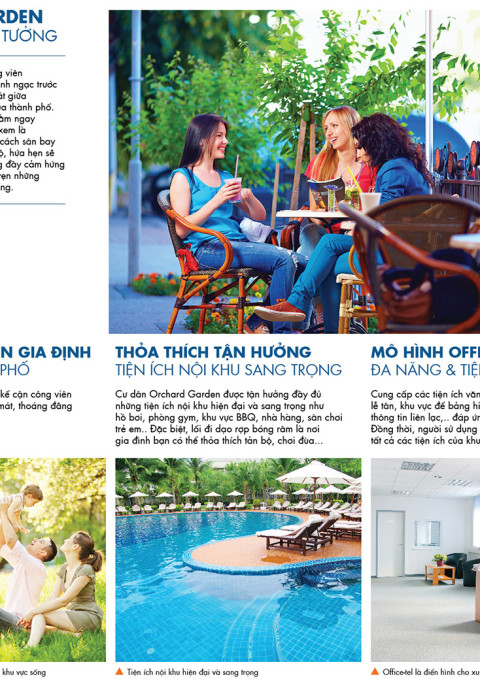 RDEN
TƯỞNG
g viên
nh ngạc trước
át giữa
ủa thành phố.
ằm ngay
xem là
cách sân bay
ộ, hứa hẹn sẽ
g đầy cảm hứng
vẹn những
ng.
N GIA ĐỊNH
PHỐ
kế cận công viên
mát, thoáng đãng
THỎA THÍCH TẬN HƯỞNG
TIỆN ÍCH NỘI KHU SANG TRỌNG
Cư dân Orchard Garden được tận hưởng đầy đủ
những tiện ích nội khu hiện đại và sang trọng như
hồ bơi, phòng gym, khu vực BBQ, nhà hàng, sân chơi
trẻ em.. Đặc biệt, lối đi dạo rợp bóng râm là nơi
gia đình bạn có thể thỏa thích tản bộ, chơi đùa...
MÔ HÌNH OFFI
ĐA NĂNG & TIỆ
Cung cấp các tiện ích văn
lễ tân, khu vực để bảng hi
thông tin liên lạc,.. đáp ứn
Đồng thời, người sử dụng
tất cả các tiện ích của khu
khu vực sống
Tiện ích nội khu hiện đại và sang trọng
Office-tel là điển hình cho xu